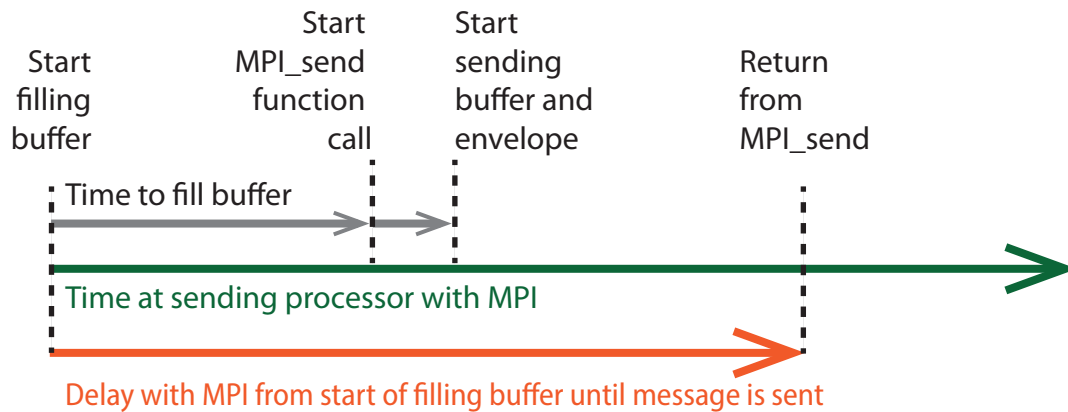 Start
filling
buffer
Start
MPI_send
function
call
Start
sending
buffer and
envelope
Return
from
MPI_send
Time to fill buffer
Time at sending processor with MPI
Delay with MPI from start of filling buffer until message is sent